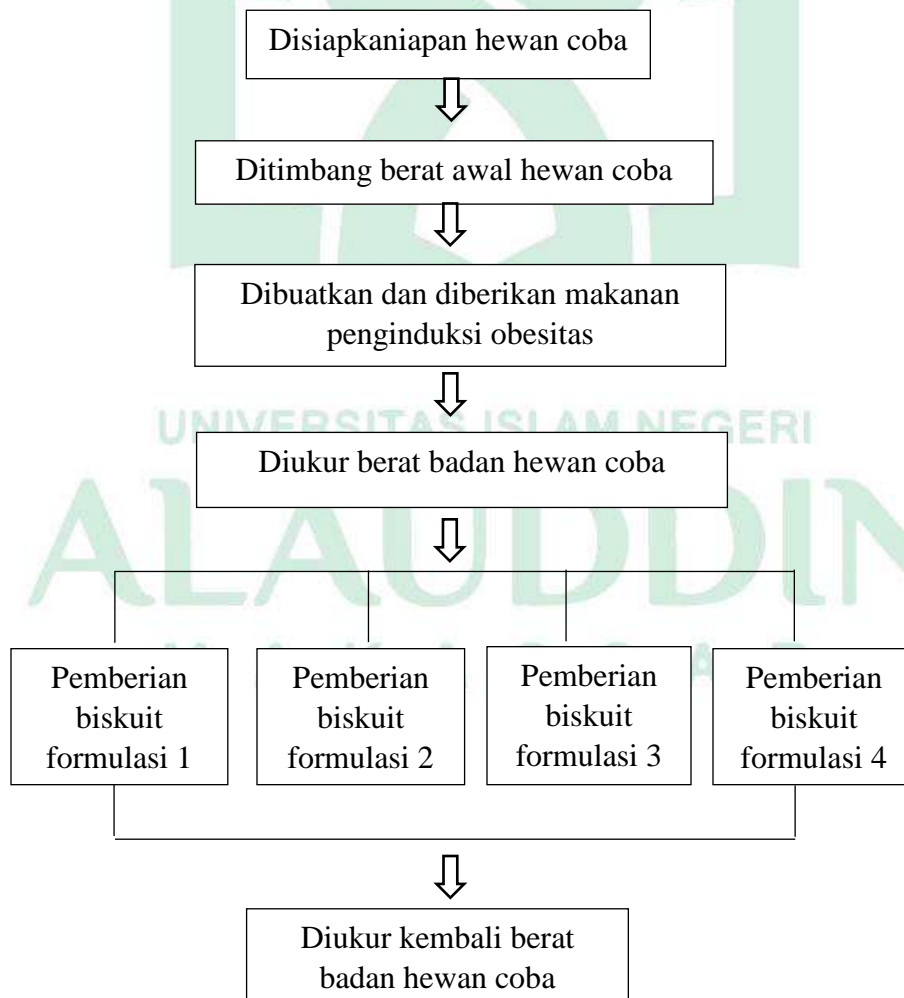 Disiapkaniapan hewan coba
Ditimbang berat awal hewan coba
Dibuatkan dan diberikan makanan
penginduksi obesitas
UNIVERSITAS ISLAM NEGERI
Diukur berat badan hewan coba
ALAUDDIN
Pemberian
biskuit
formulasi 1
Pemberian
biskuit
formulasi 2
Pemberian
biskuit
formulasi 3
Pemberian
biskuit
formulasi 4
Diukur kembali berat
badan hewan coba